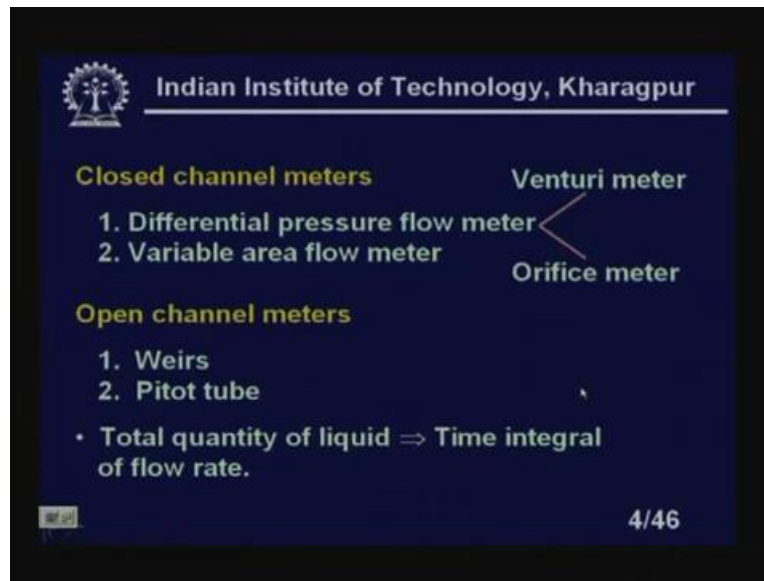 Indian Institute of Technology, Kharagpur
Closed channel meters
Venturi meter
1. Differential pressure flow meter
2. Variable area flow meter
Orifice meter
Open channel meters
1. Weirs
2. Pitot tube
• Total quantity of liquid ⇒ Time integral
of flow rate.
4/46